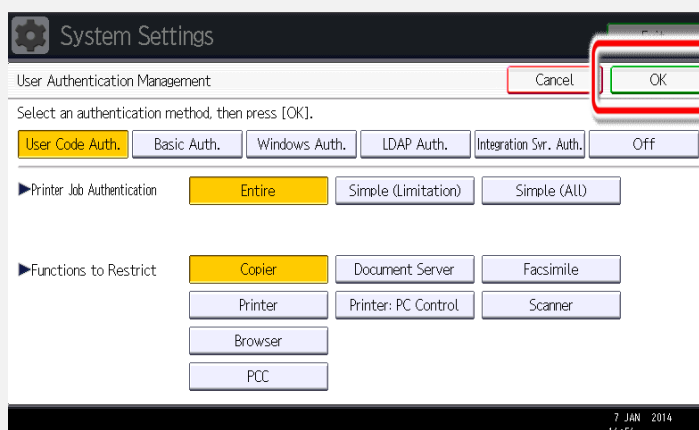 System Settings
User Authentication Management Cancel OK
Select an authentication method, then press [OK].
User Code Auth. Basic Auth. Windows Auth. LDAP Auth. Integration Svr. Auth. Off
▶Printer Job Authentication Entire Simple (Limitation) Simple (All)
▶Functions to Restrict Copier Document Server Facsimile
Printer Printer: PC Control Scanner
Browser
PCC
7 JAN 2014